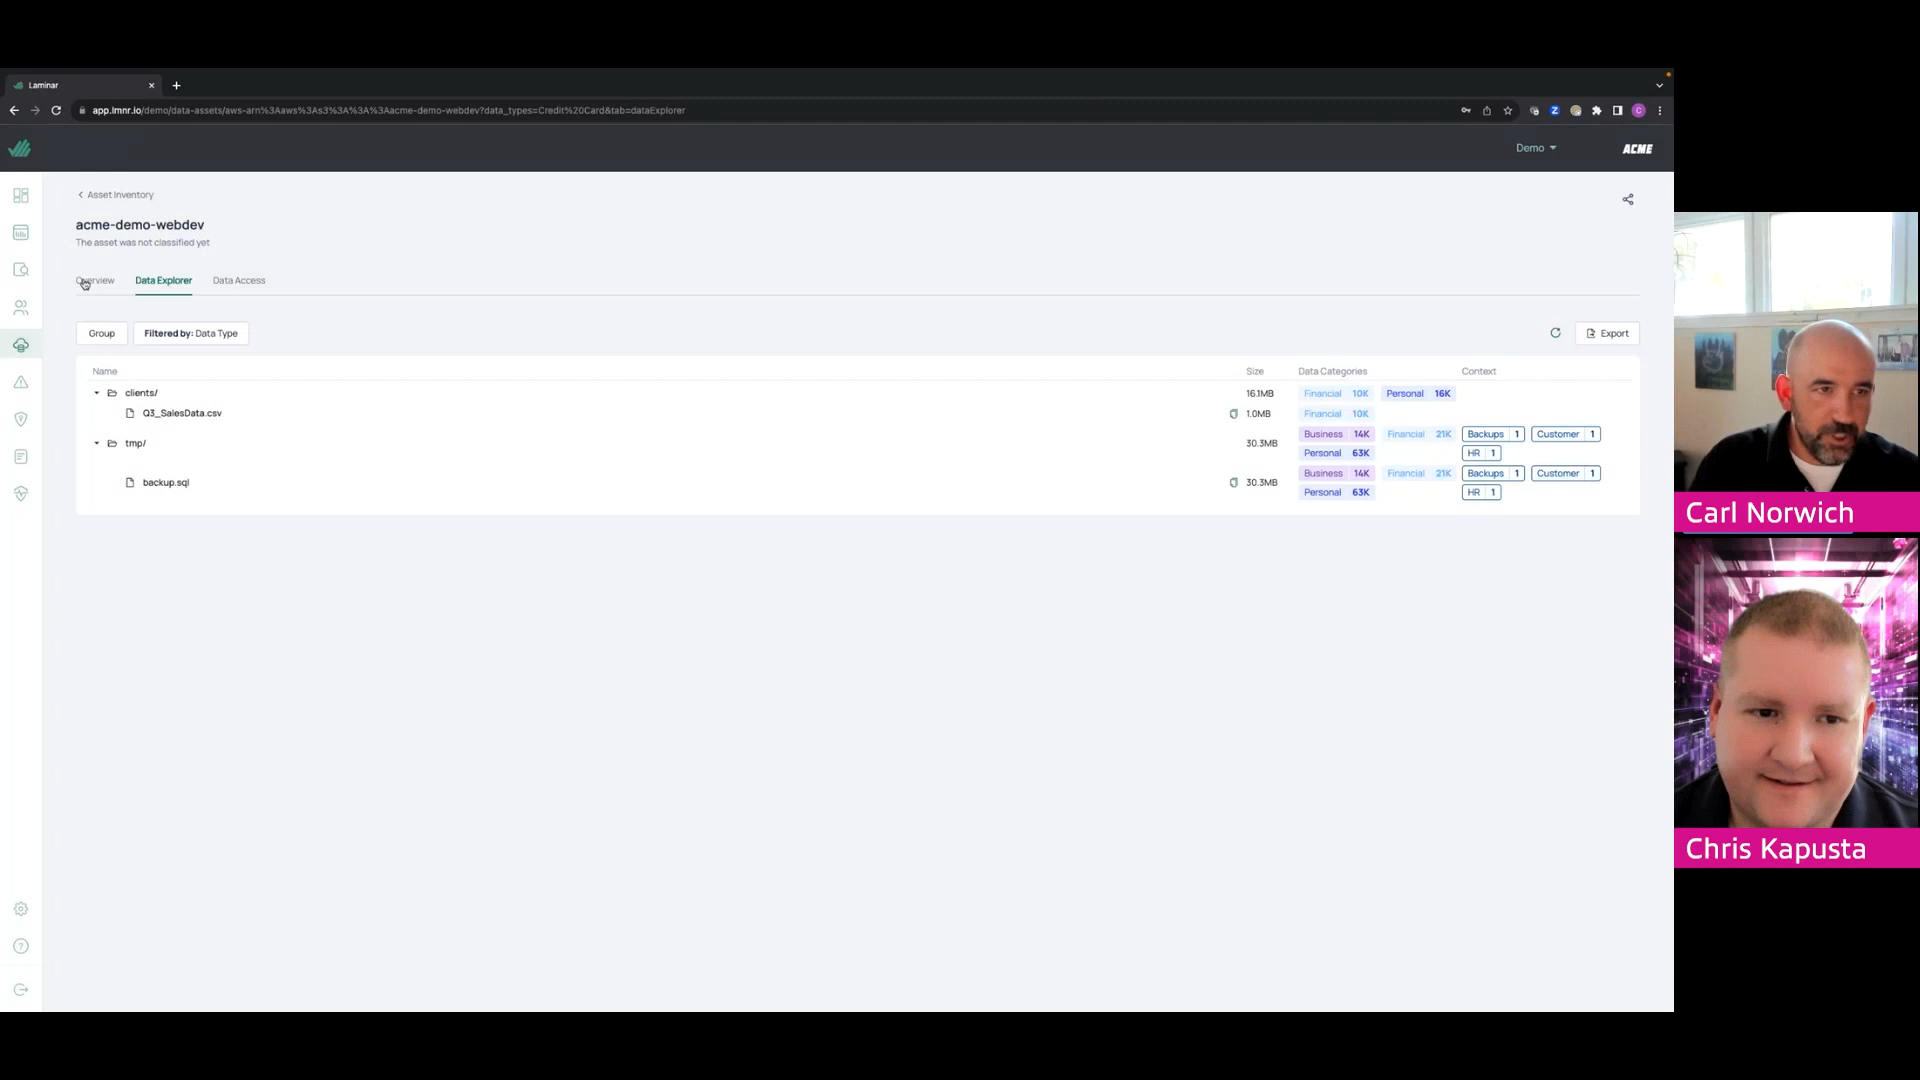 Laminar
app.lmnr.io/demo/data-assets/aws-arn%3Aaws%3As3%3A%3A%3Aacme-demo-webdev?data_types=Credit%20Card&tab=dataExplorer
Demo
ACME
Asset Inventory
acme-demo-webdev
The asset was not classified yet
Overview Data Explorer Data Access
Group Filtered by: Data Type Export
Name Size Data Categories Context
clients/ 16.1MB Financial 10K Personal 16K
Q3_SalesData.csv 1.0MB Financial 10K
tmp/ 30.3MB Business 14K Financial 21K Backups 1 Customer 1
Personal 63K HR 1
backup.sql 30.3MB Business 14K Financial 21K Backups 1 Customer 1
Personal 63K HR 1
Carl Norwich
Chris Kapusta